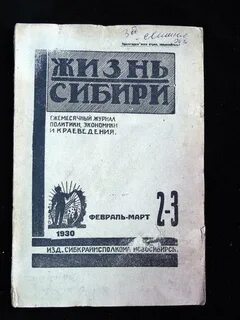 ЖИЗНЬ
СИБИРИ
ЕЖЕМЕСЯЧНЫЙ ЖУРНАЛ
ПОЛИТИКИ, ЭКОНОМИКИ
И КРАЕВЕДЕНИЯ.
ФЕВРАЛЬ-МАРТ
2-3
1930
ИЗД. СИБКРАЙИСПОЛКОМА НОВОСИБИРСК